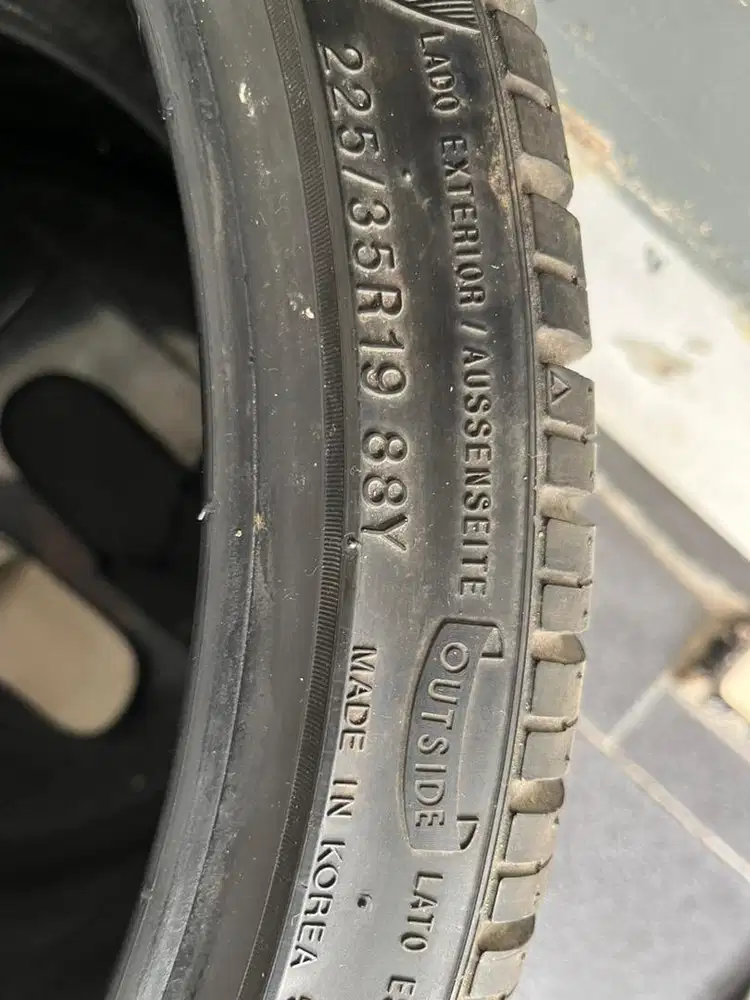 225/35R19 88Y
LADO EXTERIOR / AUSSENSEITE
OUTSIDE
MADE IN KOREA
LATO